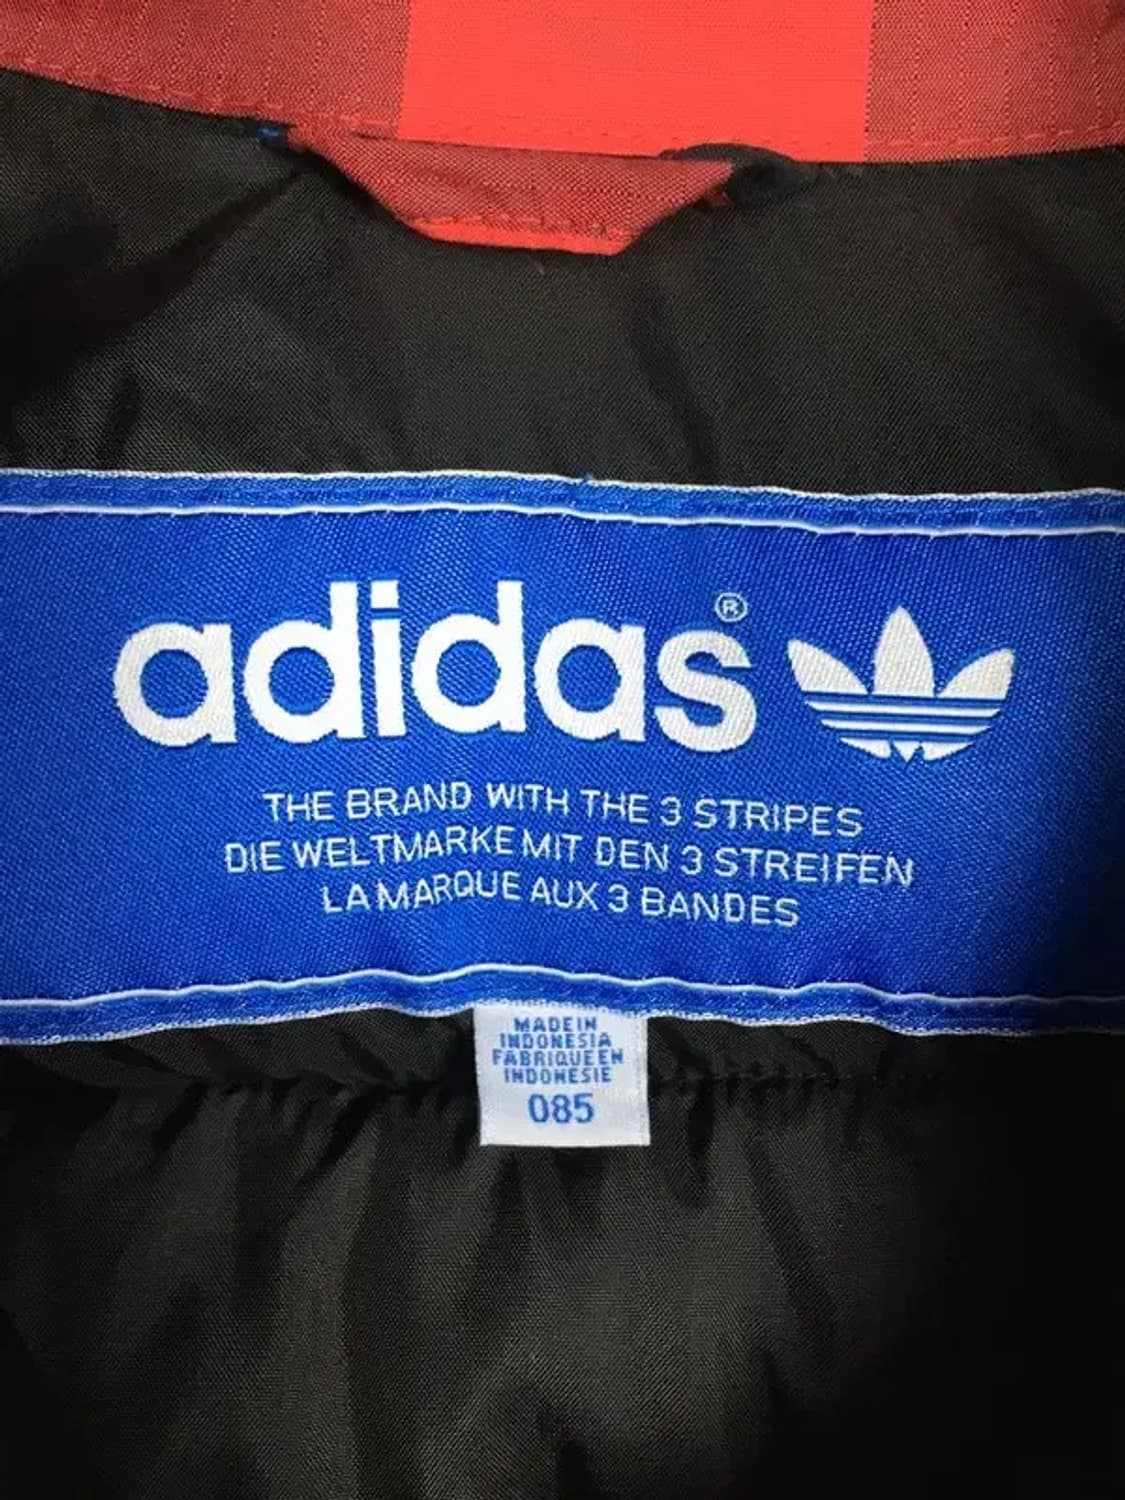 adidas®
THE BRAND WITH THE 3 STRIPES
DIE WELTMARKE MIT DEN 3 STREIFEN
LA MARQUE AUX 3 BANDES
MADE IN
INDONESIA
FABRIQUE EN
INDONESIE
085